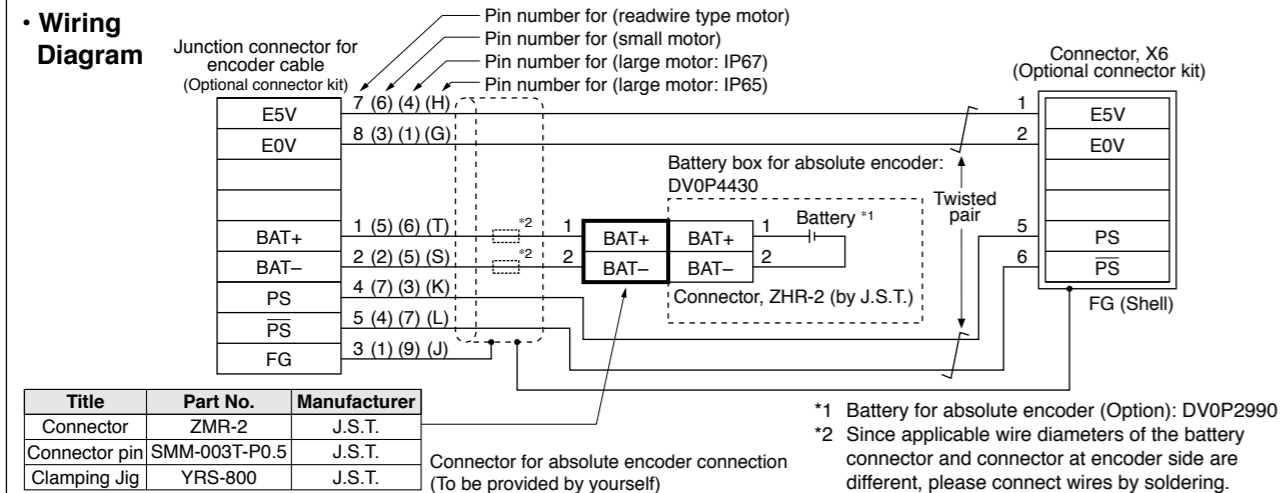 ・Wiring
Diagram
Pin number for (readwire type motor)
Pin number for (small motor)
Pin number for (large motor: IP67)
Pin number for (large motor: IP65)
Junction connector for
encoder cable
(Optional connector kit)
Connector, X6
(Optional connector kit)
E5V 7 (6) (4) (H) 1 E5V
E0V 8 (3) (1) (G) 2 E0V
Battery box for absolute encoder:
DV0P4430
Twisted
pair
BAT+ 1 (5) (6) (T) *2 1 BAT+ BAT+ 1 Battery *1 5 PS
BAT– 2 (2) (5) (S) *2 2 BAT– BAT– 2 6 P̅S̅
PS 4 (7) (3) (K) Connector, ZHR-2 (by J.S.T.) FG (Shell)
P̅S̅ 5 (4) (7) (L)
FG 3 (1) (9) (J)
Title Part No. Manufacturer
Connector ZMR-2 J.S.T.
Connector pin SMM-003T-P0.5 J.S.T.
Clamping Jig YRS-800 J.S.T.
Connector for absolute encoder connection
(To be provided by yourself)
*1 Battery for absolute encoder (Option): DV0P2990
*2 Since applicable wire diameters of the battery
connector and connector at encoder side are
different, please connect wires by soldering.